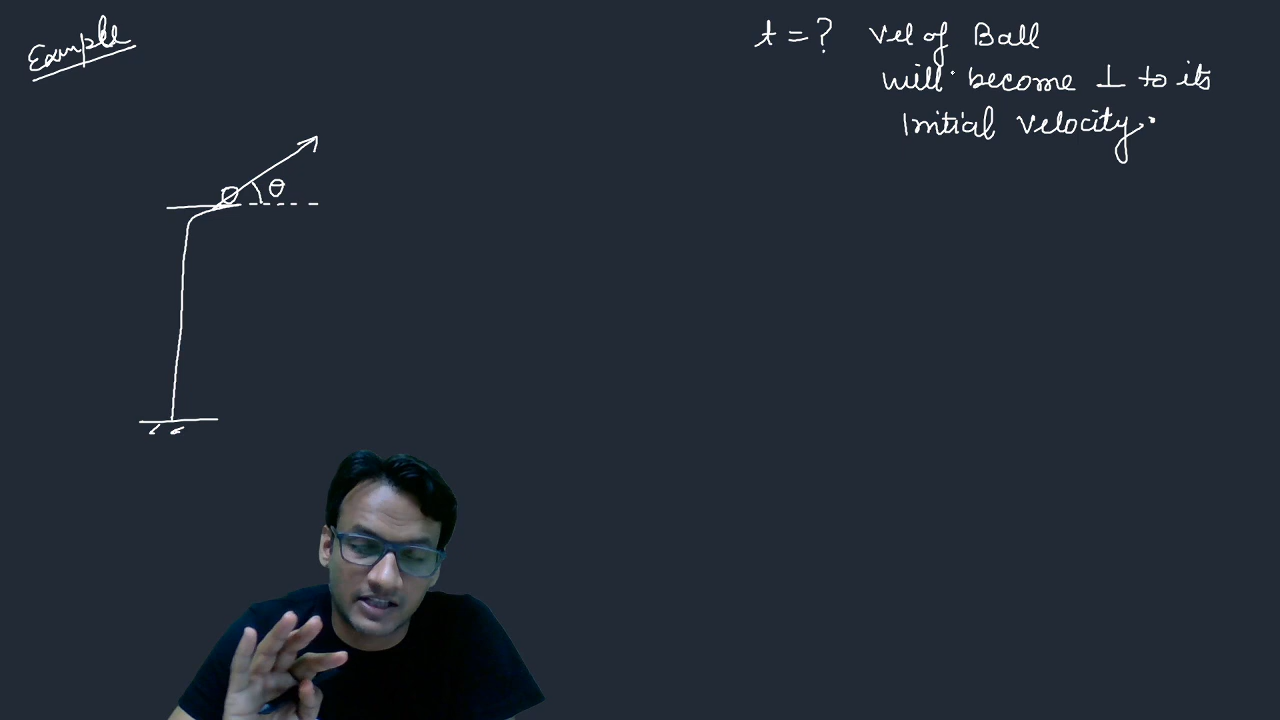 Example
t = ? Vel of Ball
will become ⊥ to its
Initial velocity.
θ